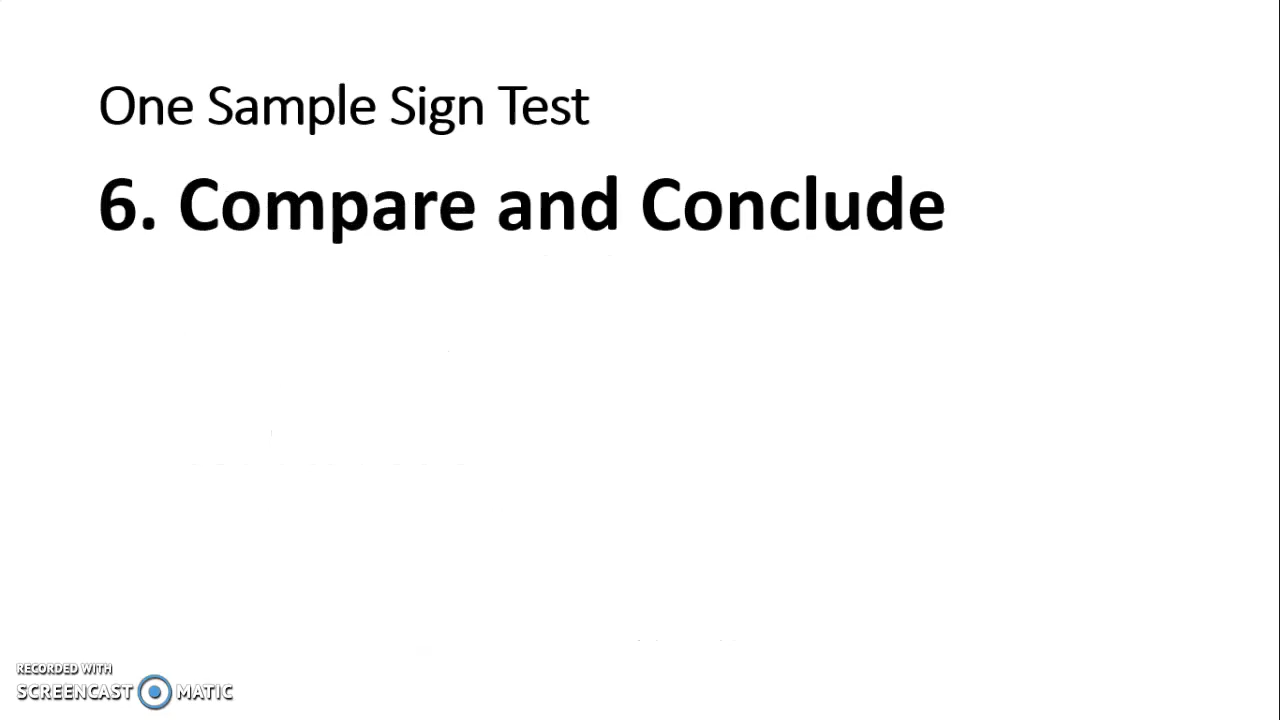 One Sample Sign Test
6. Compare and Conclude
RECORDED WITH
SCREENCAST MATIC